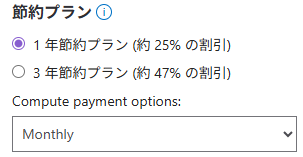 節約プラン
1 年節約プラン (約 25% の割引)
3 年節約プラン (約 47% の割引)
Compute payment options:
Monthly